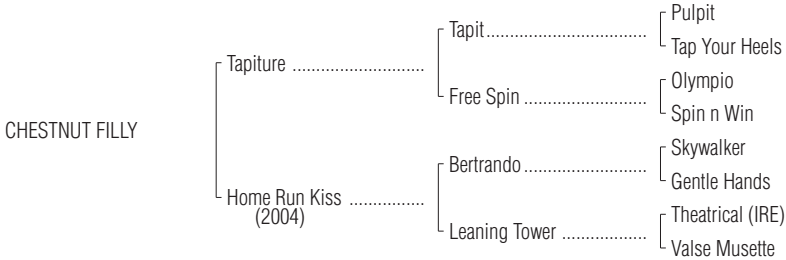 Pulpit
Tapit..................................
Tap Your Heels
Tapiture ............................
Olympio
Free Spin ..........................
Spin n Win
CHESTNUT FILLY
Skywalker
Bertrando..........................
Gentle Hands
Home Run Kiss ................
(2004)
Theatrical (IRE)
Leaning Tower ..................
Valse Musette